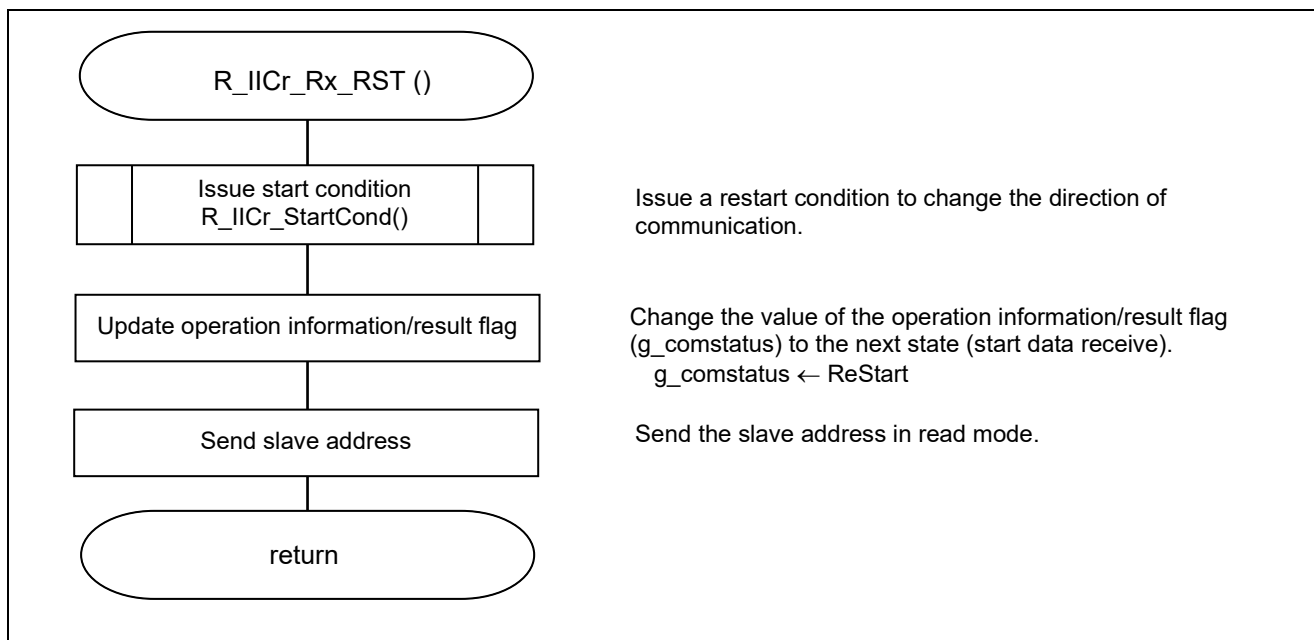 R_IICr_Rx_RST ()
Issue start condition
R_IICr_StartCond()
Issue a restart condition to change the direction of
communication.
Update operation information/result flag
Change the value of the operation information/result flag
(g_comstatus) to the next state (start data receive).
g_comstatus ← ReStart
Send slave address
Send the slave address in read mode.
return